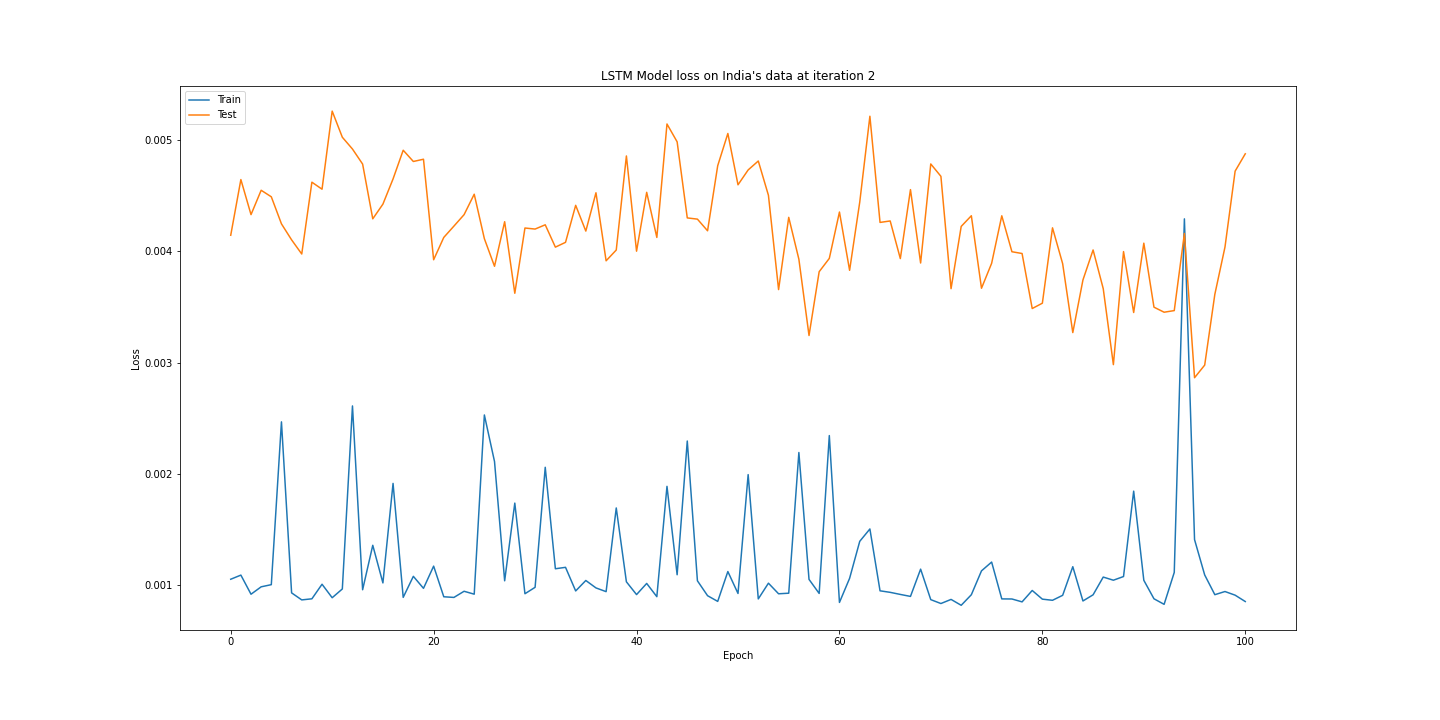 LSTM Model loss on India's data at iteration 2
Train
Test
0.005
0.004
0.003
0.002
0.001
Loss
0 20 40 60 80 100
Epoch